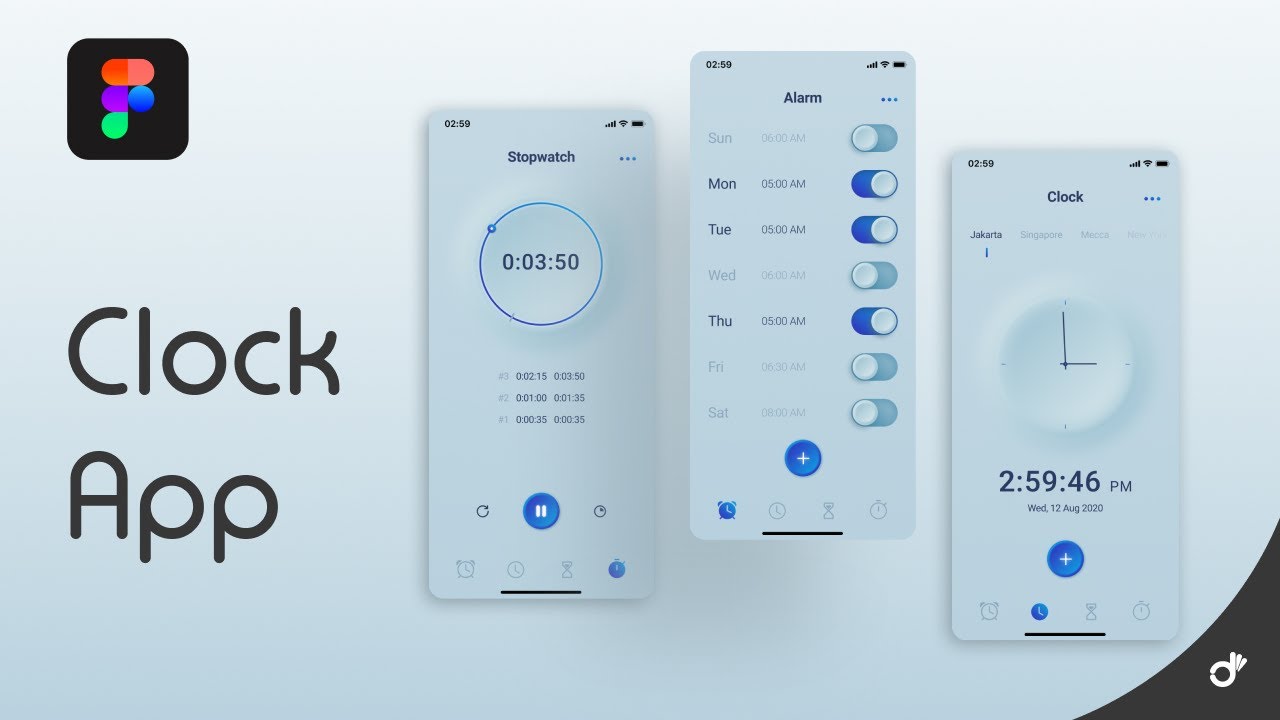 Clock
App
02:59
Stopwatch
0:03:50
#3 0:02:15 0:03:50
#2 0:01:00 0:01:35
#1 0:00:35 0:00:35
02:59
Alarm
Sun 06:00 AM
Mon 05:00 AM
Tue 05:00 AM
Wed 06:00 AM
Thu 05:00 AM
Fri 06:30 AM
Sat 08:00 AM
02:59
Clock
Jakarta Singapore Mecca New York
2:59:46 PM
Wed, 12 Aug 2020